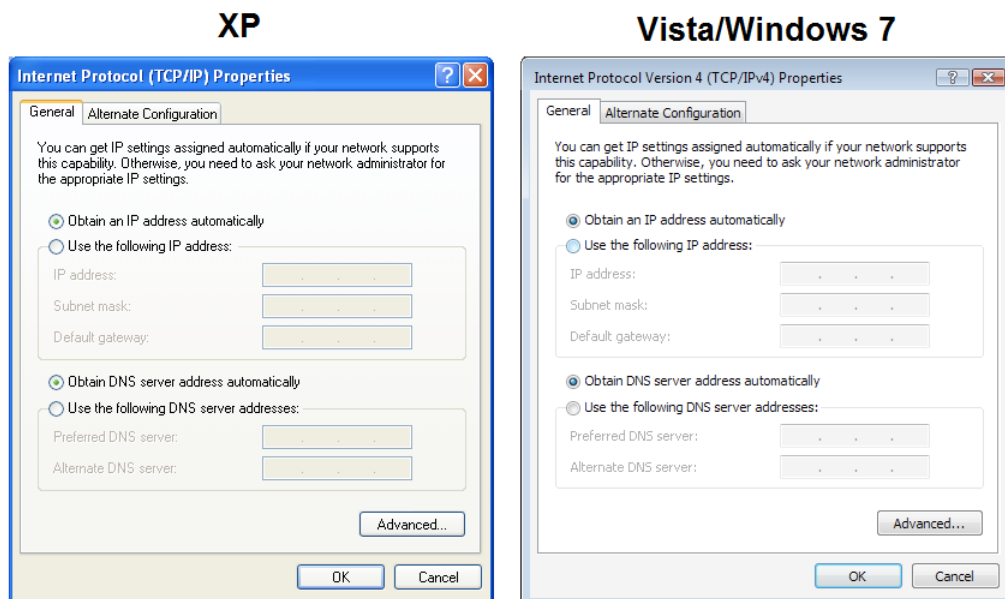 XP
Internet Protocol (TCP/IP) Properties
General
Alternate Configuration
You can get IP settings assigned automatically if your network supports
this capability. Otherwise, you need to ask your network administrator for
the appropriate IP settings.
Obtain an IP address automatically
Use the following IP address:
IP address:
Subnet mask:
Default gateway:
Obtain DNS server address automatically
Use the following DNS server addresses:
Preferred DNS server:
Alternate DNS server:
Advanced...
OK
Cancel
Vista/Windows 7
Internet Protocol Version 4 (TCP/IPv4) Properties
General
Alternate Configuration
You can get IP settings assigned automatically if your network supports
this capability. Otherwise, you need to ask your network administrator
for the appropriate IP settings.
Obtain an IP address automatically
Use the following IP address:
IP address:
Subnet mask:
Default gateway:
Obtain DNS server address automatically
Use the following DNS server addresses:
Preferred DNS server:
Alternate DNS server:
Advanced...
OK
Cancel